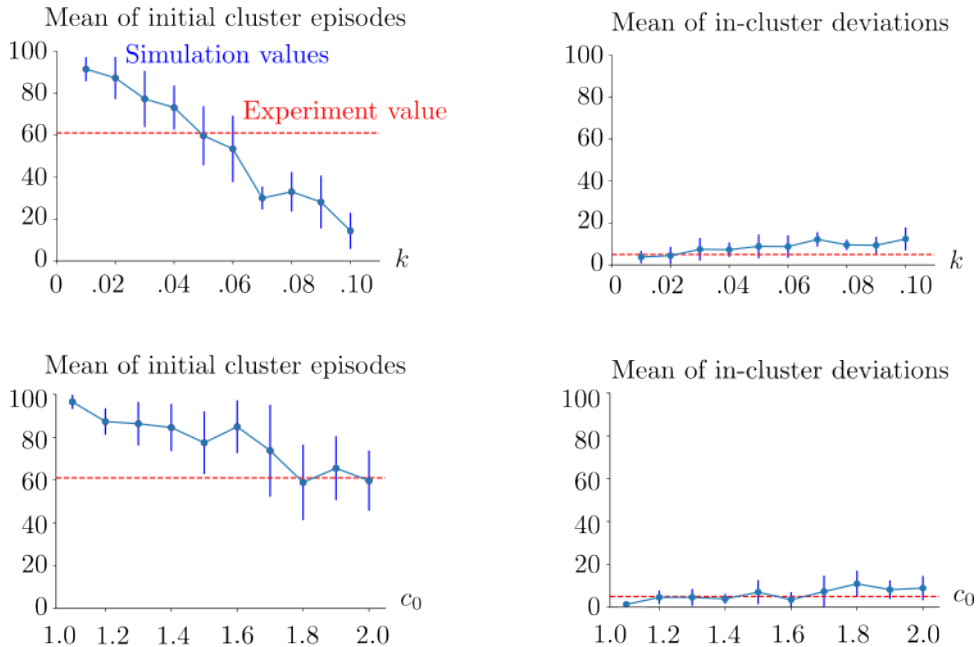 Mean of initial cluster episodes
100
80
60
40
20
0
Simulation values
Experiment value
0 .02 .04 .06 .08 .10
k
Mean of in-cluster deviations
100
80
60
40
20
0
0 .02 .04 .06 .08 .10
k
Mean of initial cluster episodes
100
80
60
40
20
0
1.0 1.2 1.4 1.6 1.8 2.0
c₀
Mean of in-cluster deviations
100
80
60
40
20
0
1.0 1.2 1.4 1.6 1.8 2.0
c₀